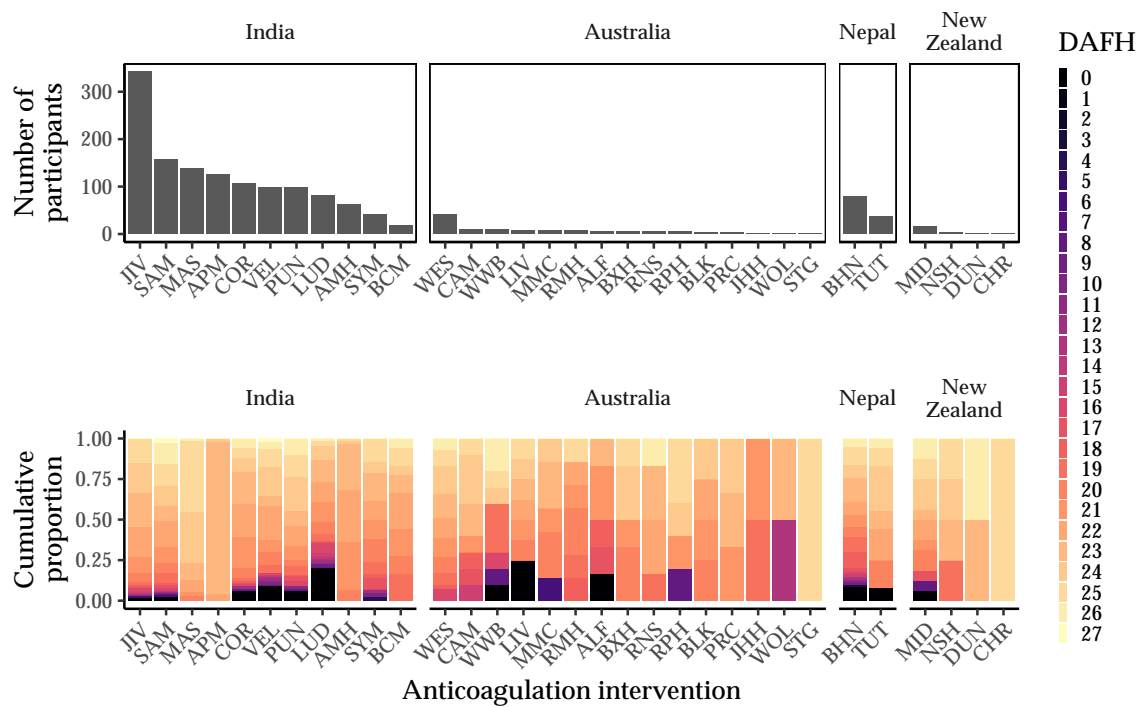 India
Australia
Nepal
New
Zealand
Number of
participants
300
200
100
0
JIV
SAM
MAS
APM
COR
VEL
PUN
LUD
AMH
SYM
BCM
WES
CAM
WWB
LIV
MMC
RMH
ALF
BXH
RNS
RPH
BLK
PRC
JHH
WOL
STG
BHN
TUT
MID
NSH
DUN
CHR
India
Australia
Nepal
New
Zealand
Cumulative
proportion
1.00
0.75
0.50
0.25
0.00
JIV
SAM
MAS
APM
COR
VEL
PUN
LUD
AMH
SYM
BCM
WES
CAM
WWB
LIV
MMC
RMH
ALF
BXH
RNS
RPH
BLK
PRC
JHH
WOL
STG
BHN
TUT
MID
NSH
DUN
CHR
Anticoagulation intervention
DAFH
0
1
2
3
4
5
6
7
8
9
10
11
12
13
14
15
16
17
18
19
20
21
22
23
24
25
26
27